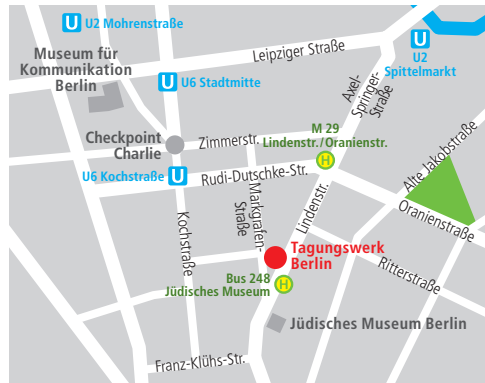 U U2 Mohrenstraße
Museum für
Kommunikation
Berlin
Leipziger Straße
U
U2
Spittelmarkt
U U6 Stadtmitte
Axel-
Springer-
Straße
Checkpoint
Charlie
Zimmerstr.
M 29
Lindenstr./Oranienstr.
H
Alte Jakobstraße
U6 Kochstraße U
Rudi-Dutschke-Str.
Markgrafen-
Straße
Lindenstr.
Oranienstraße
Kochstraße
Tagungswerk
Berlin
Ritterstraße
Bus 248
Jüdisches Museum
H
Jüdisches Museum Berlin
Franz-Klühs-Str.